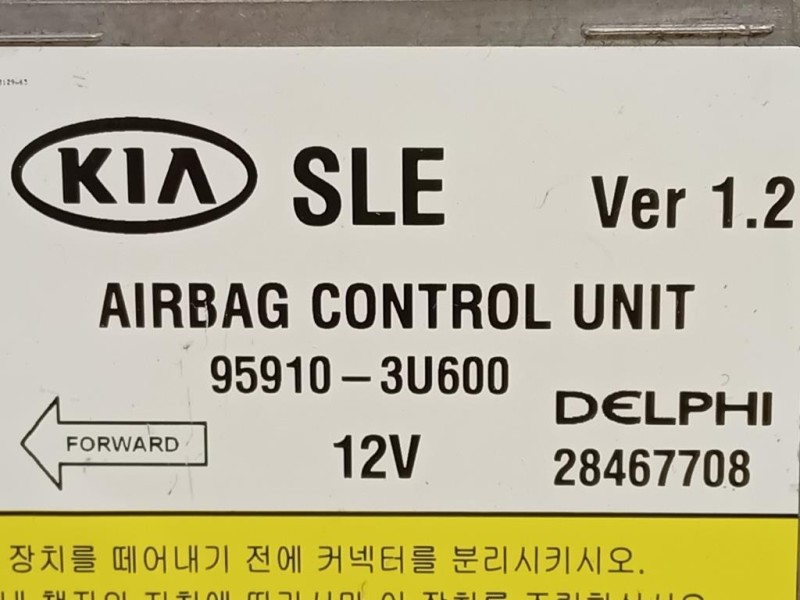 KIA SLE Ver 1.2
AIRBAG CONTROL UNIT
95910-3U600
DELPHI
FORWARD
12V
28467708
장치를 떼어내기 전에 커넥터를 분리시키시오.